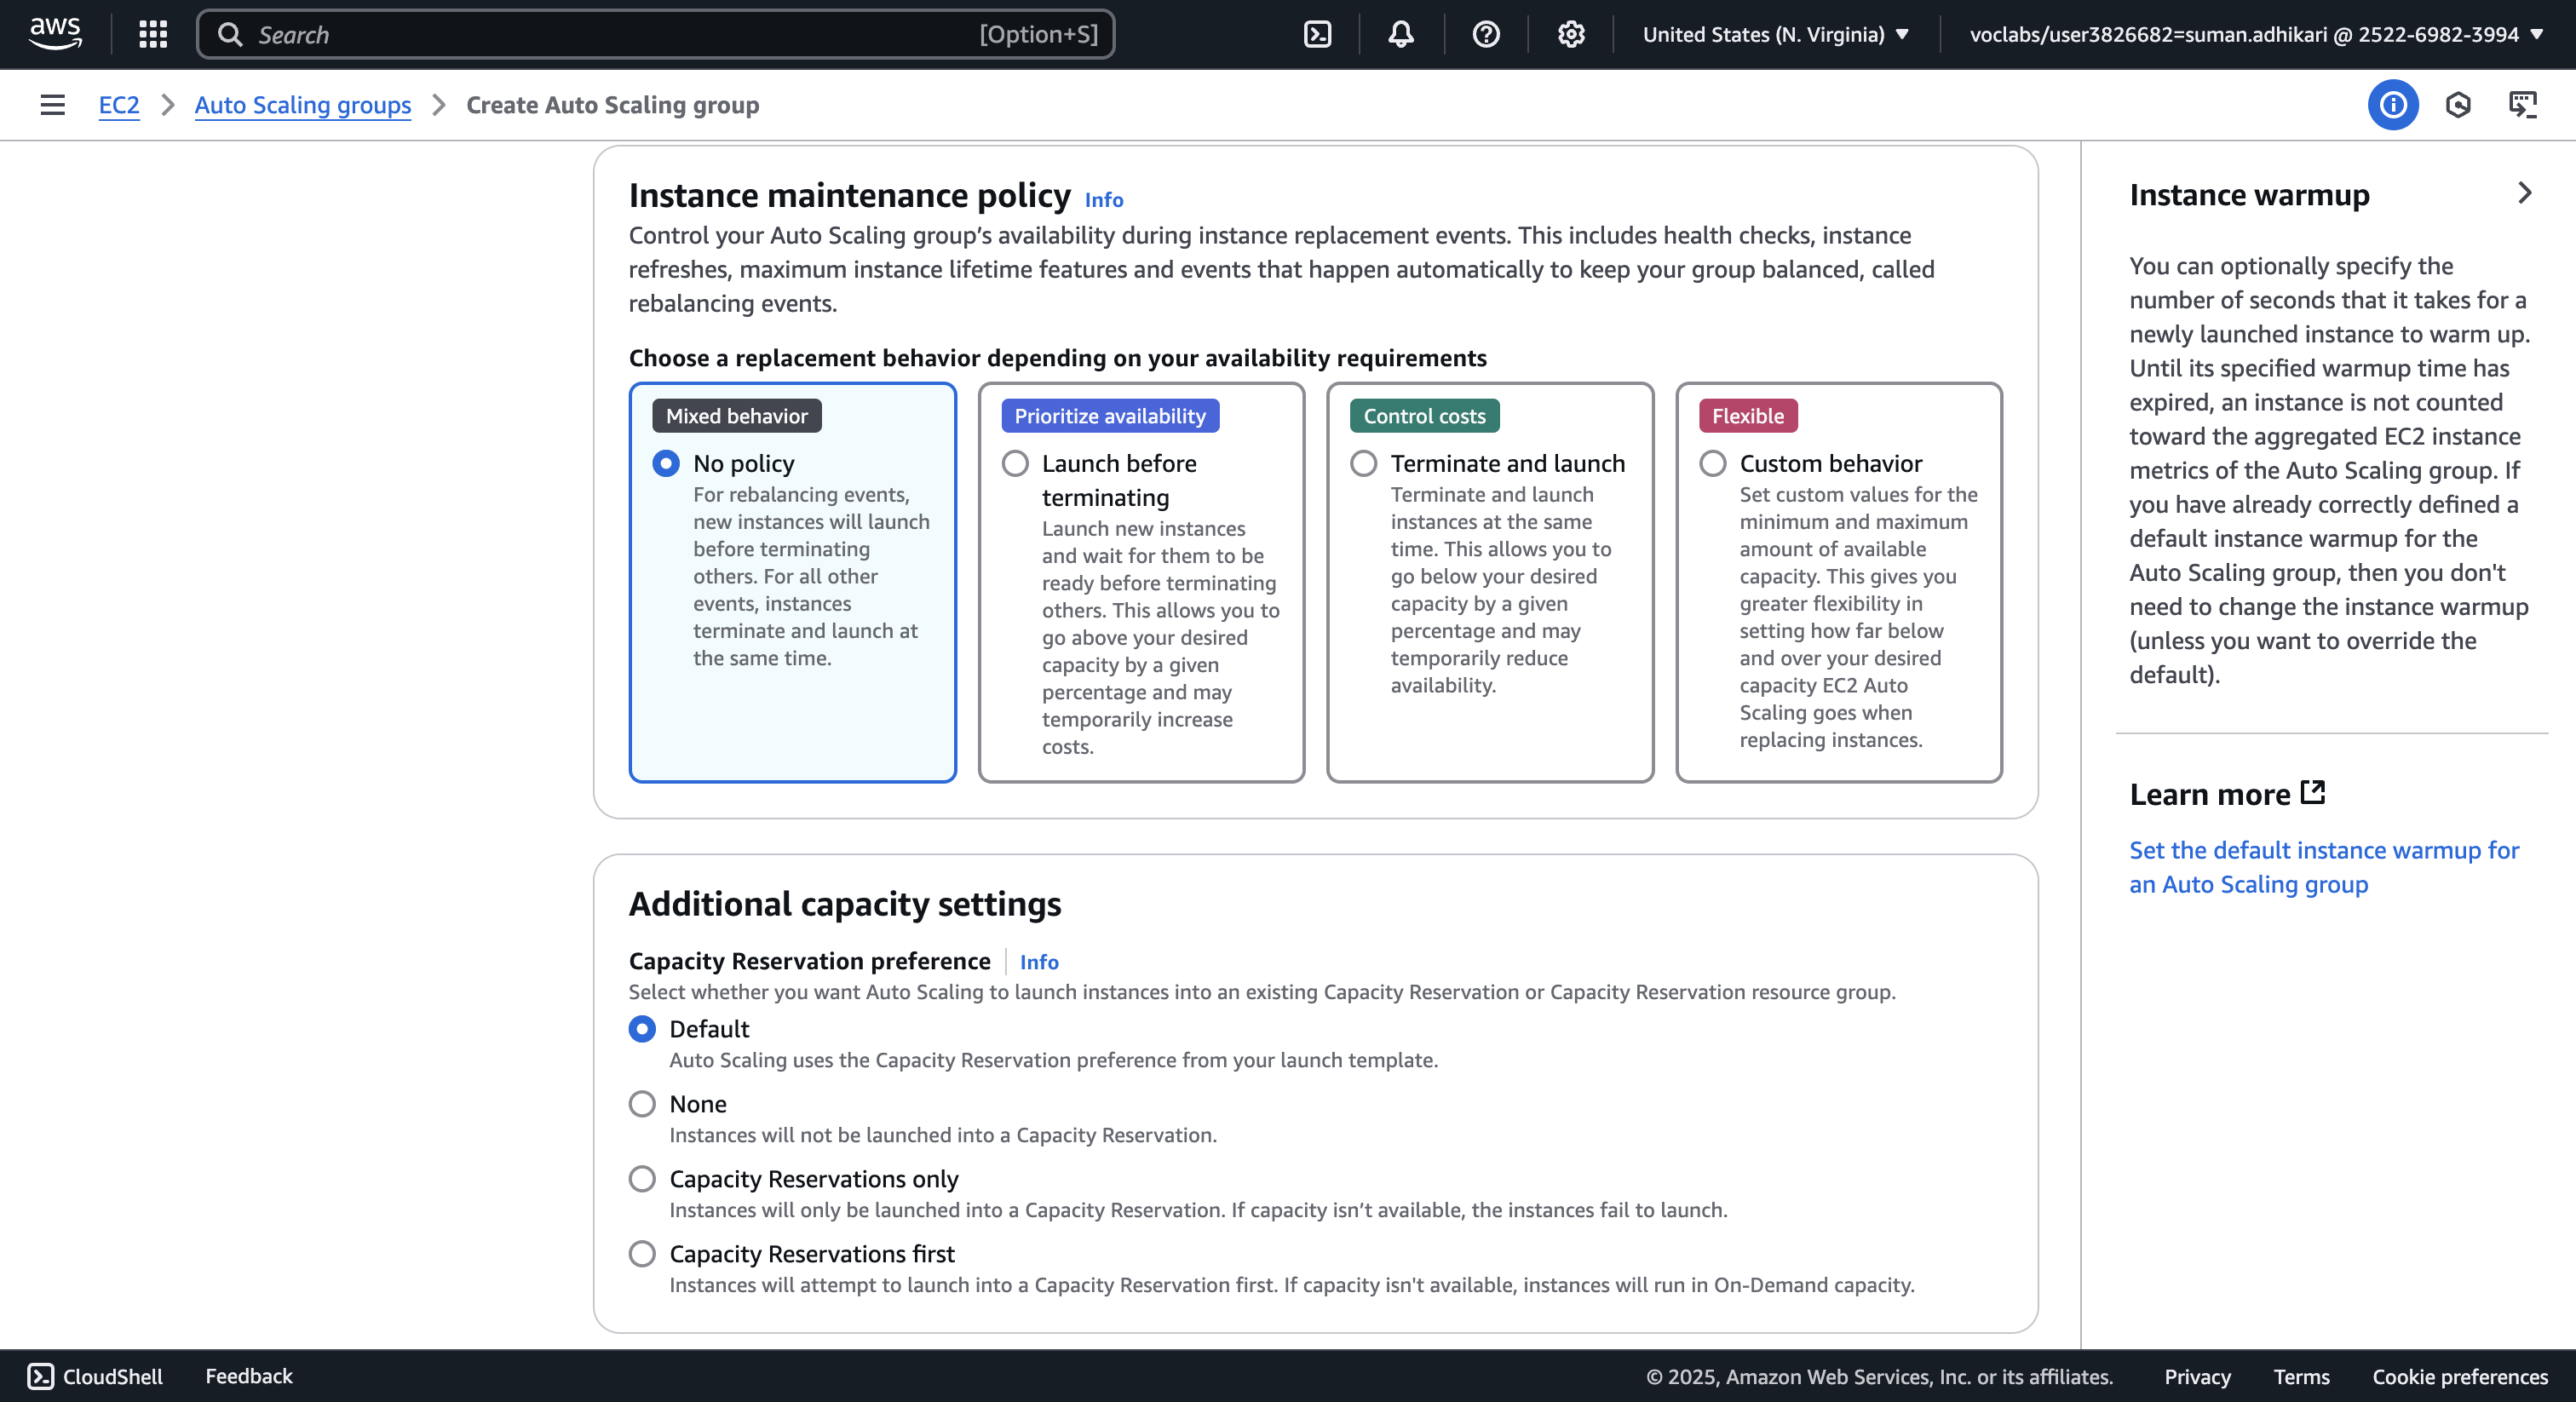 aws
Search
[Option+S]
United States (N. Virginia)
voclabs/user3826682=suman.adhikari @ 2522-6982-3994
EC2
Auto Scaling groups
Create Auto Scaling group
Instance maintenance policy Info
Control your Auto Scaling group’s availability during instance replacement events. This includes health checks, instance
refreshes, maximum instance lifetime features and events that happen automatically to keep your group balanced, called
rebalancing events.
Choose a replacement behavior depending on your availability requirements
Mixed behavior
No policy
For rebalancing events,
new instances will launch
before terminating
others. For all other
events, instances
terminate and launch at
the same time.
Prioritize availability
Launch before
terminating
Launch new instances
and wait for them to be
ready before terminating
others. This allows you to
go above your desired
capacity by a given
percentage and may
temporarily increase
costs.
Control costs
Terminate and launch
Terminate and launch
instances at the same
time. This allows you to
go below your desired
capacity by a given
percentage and may
temporarily reduce
availability.
Flexible
Custom behavior
Set custom values for the
minimum and maximum
amount of available
capacity. This gives you
greater flexibility in
setting how far below
and over your desired
capacity EC2 Auto
Scaling goes when
replacing instances.
Additional capacity settings
Capacity Reservation preference Info
Select whether you want Auto Scaling to launch instances into an existing Capacity Reservation or Capacity Reservation resource group.
Default
Auto Scaling uses the Capacity Reservation preference from your launch template.
None
Instances will not be launched into a Capacity Reservation.
Capacity Reservations only
Instances will only be launched into a Capacity Reservation. If capacity isn’t available, the instances fail to launch.
Capacity Reservations first
Instances will attempt to launch into a Capacity Reservation first. If capacity isn't available, instances will run in On-Demand capacity.
Instance warmup
You can optionally specify the
number of seconds that it takes for a
newly launched instance to warm up.
Until its specified warmup time has
expired, an instance is not counted
toward the aggregated EC2 instance
metrics of the Auto Scaling group. If
you have already correctly defined a
default instance warmup for the
Auto Scaling group, then you don't
need to change the instance warmup
(unless you want to override the
default).
Learn more
Set the default instance warmup for
an Auto Scaling group
CloudShell
Feedback
© 2025, Amazon Web Services, Inc. or its affiliates.
Privacy
Terms
Cookie preferences